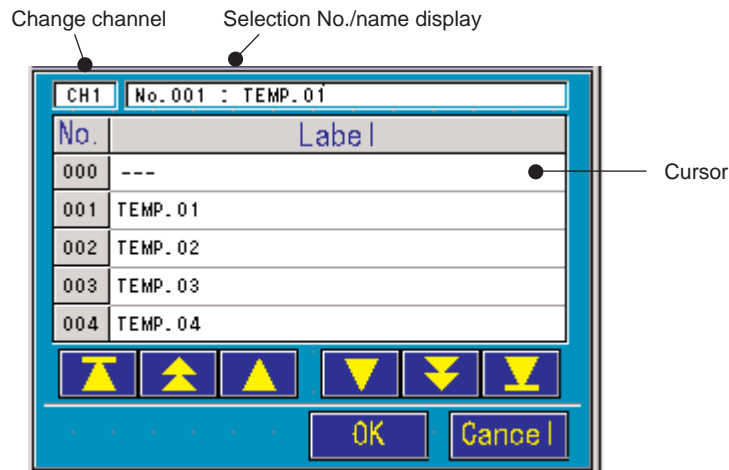 Change channel Selection No./name display
CH1 No.001 : TEMP.01
No. Label
000 ---
Cursor
001 TEMP.01
002 TEMP.02
003 TEMP.03
004 TEMP.04
OK Cancel